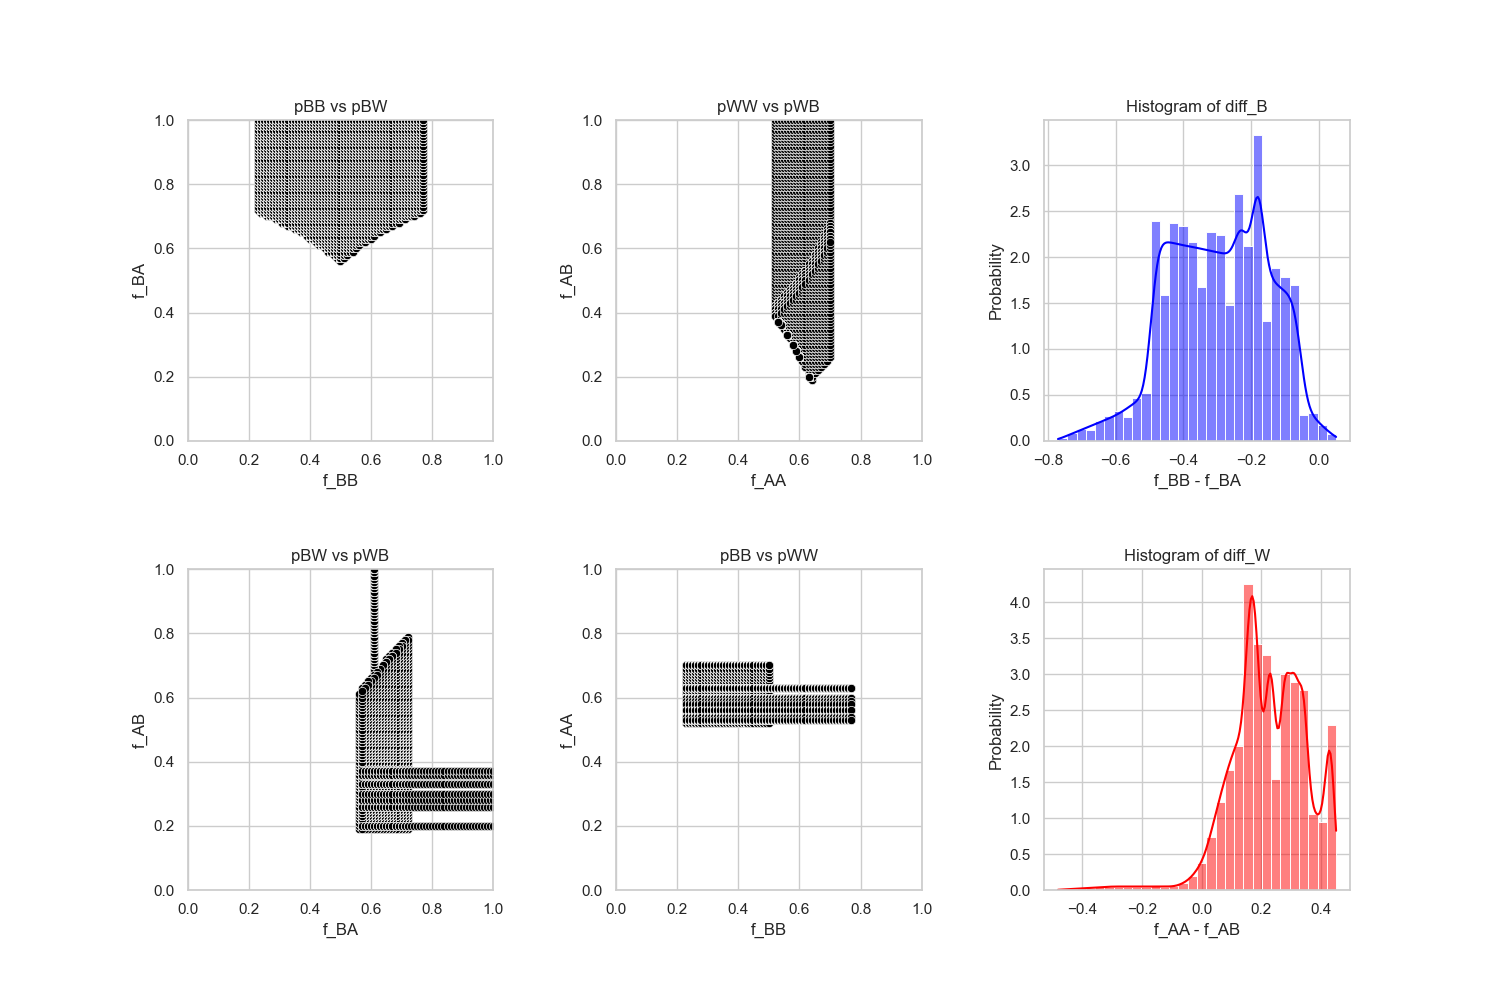 pBB vs pBW
1.0
0.8
0.6
0.4
0.2
0.0
f_BA
0.0 0.2 0.4 0.6 0.8 1.0
f_BB
pWW vs pWB
1.0
0.8
0.6
0.4
0.2
0.0
f_AB
0.0 0.2 0.4 0.6 0.8 1.0
f_AA
Histogram of diff_B
3.0
2.5
2.0
1.5
1.0
0.5
0.0
Probability
−0.8 −0.6 −0.4 −0.2 0.0
f_BB - f_BA
pBW vs pWB
1.0
0.8
0.6
0.4
0.2
0.0
f_AB
0.0 0.2 0.4 0.6 0.8 1.0
f_BA
pBB vs pWW
1.0
0.8
0.6
0.4
0.2
0.0
f_AA
0.0 0.2 0.4 0.6 0.8 1.0
f_BB
Histogram of diff_W
4.0
3.5
3.0
2.5
2.0
1.5
1.0
0.5
0.0
Probability
−0.4 −0.2 0.0 0.2 0.4
f_AA - f_AB